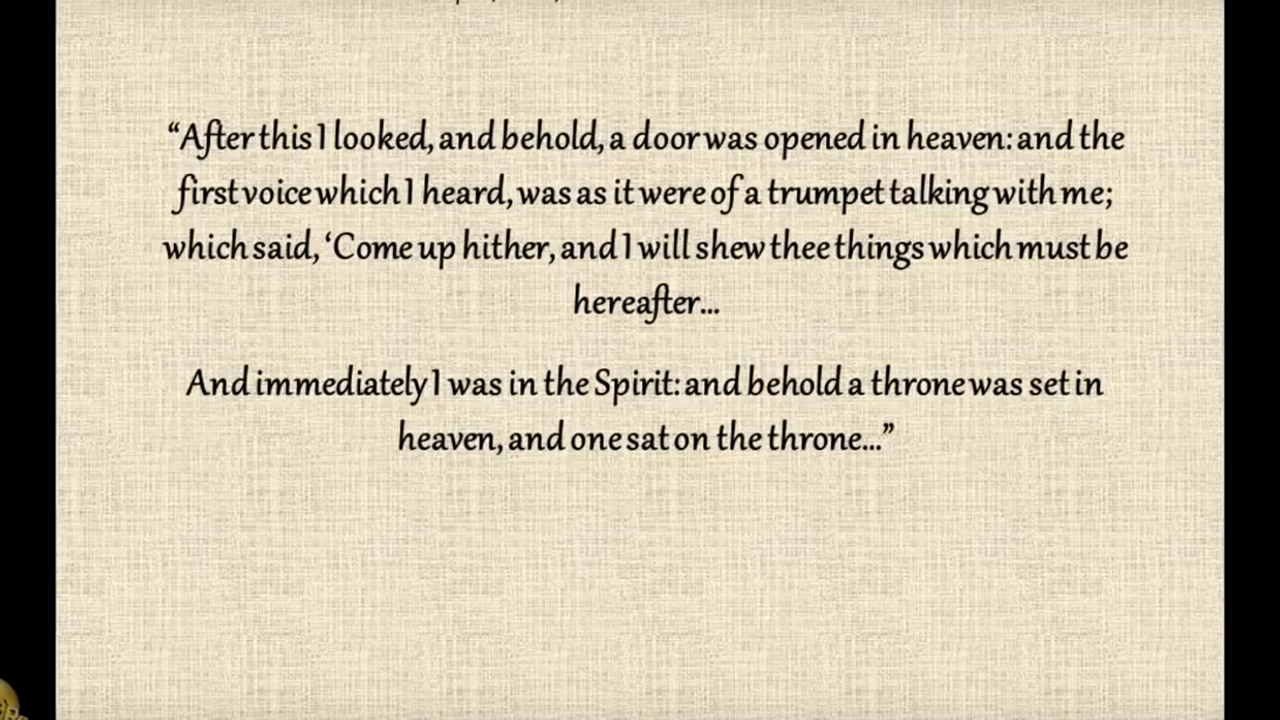 “After this I looked, and behold, a door was opened in heaven: and the
first voice which I heard, was as it were of a trumpet talking with me;
which said, ‘Come up hither, and I will shew thee things which must be
hereafter...
And immediately I was in the Spirit: and behold a throne was set in
heaven, and one sat on the throne...”